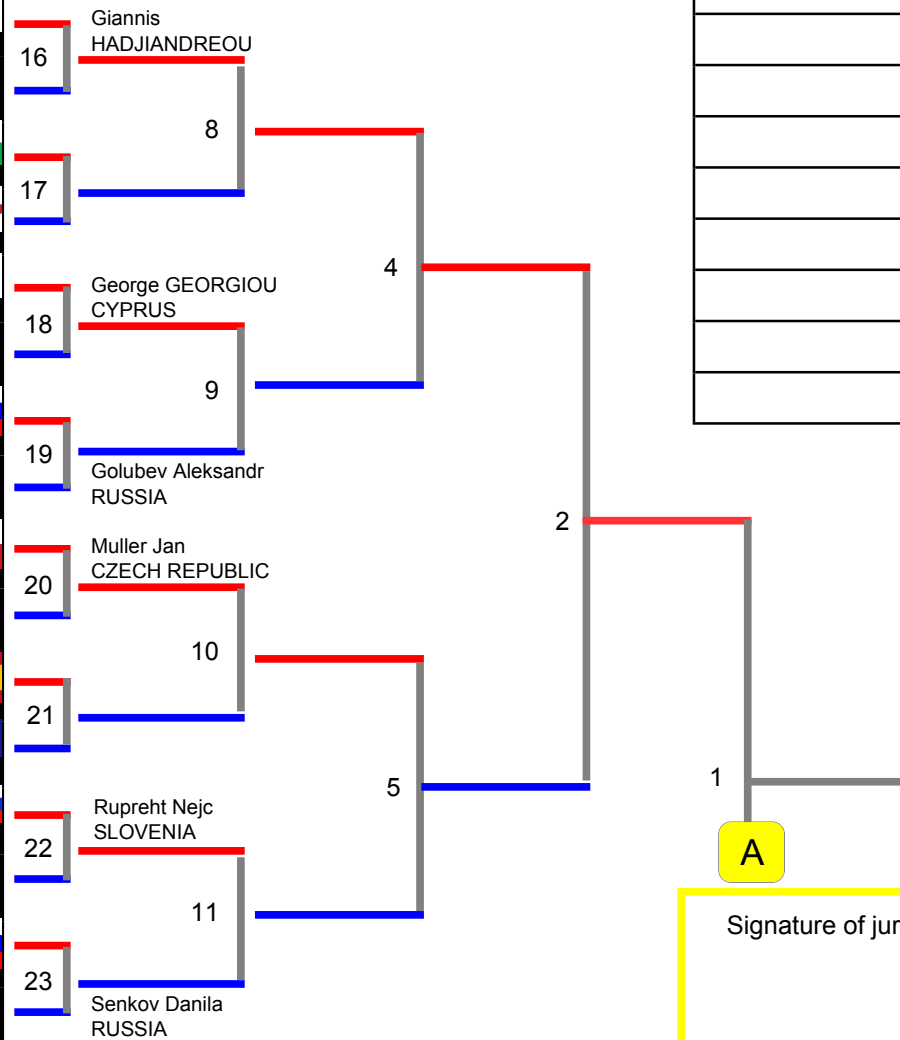 Giannis
HADJIANDREOU
16
8
17
4
George GEORGIOU
CYPRUS
18
9
19
Golubev Aleksandr
RUSSIA
2
Muller Jan
CZECH REPUBLIC
20
10
21
5
1
Rupreht Nejc
SLOVENIA
22
A
11
Signature of jur
23
Senkov Danila
RUSSIA